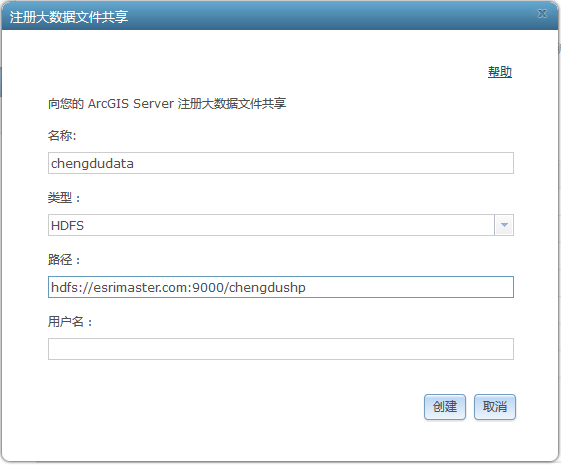 注册大数据文件共享
帮助
向您的 ArcGIS Server 注册大数据文件共享
名称:
chengdudata
类型：
HDFS
路径：
hdfs://esrimaster.com:9000/chengdushp
用户名：
创建 取消